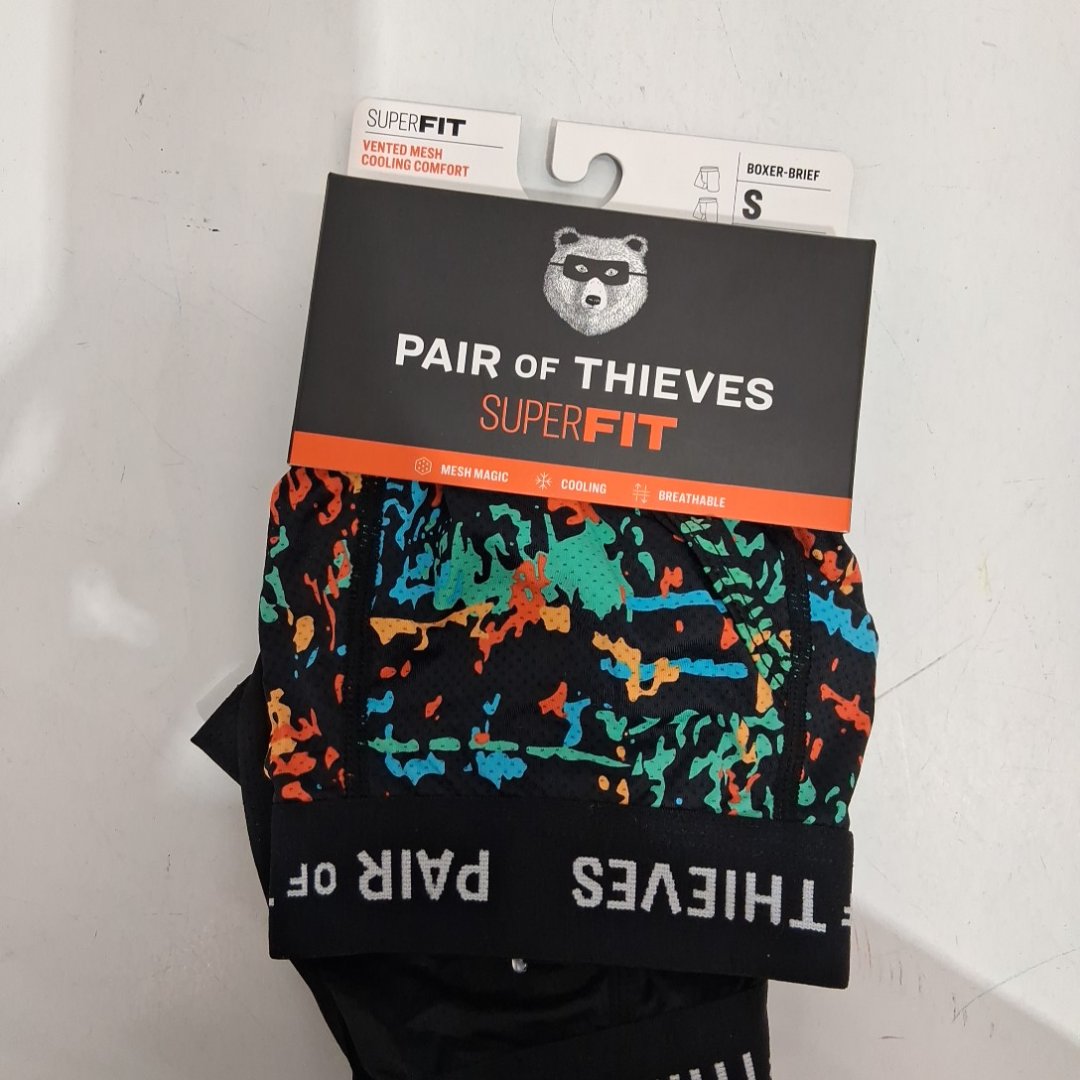 SUPERFIT
VENTED MESH
COOLING COMFORT
BOXER-BRIEF
S
PAIR OF THIEVES
SUPERFIT
MESH MAGIC
COOLING
BREATHABLE
PAIR OF
THIEVES